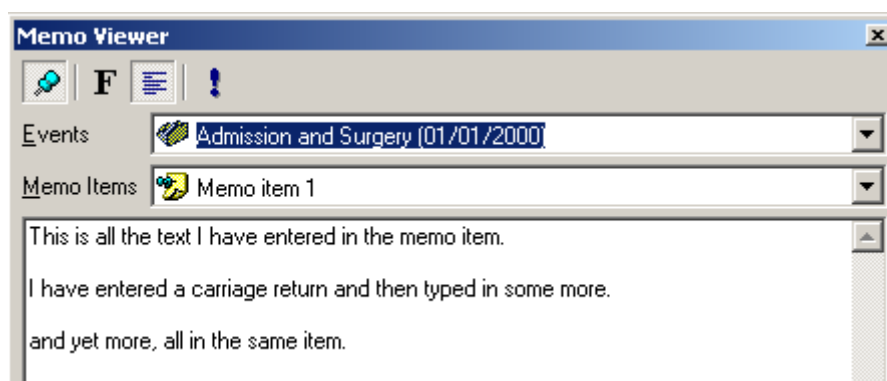 Memo Viewer
F !
Events Admission and Surgery (01/01/2000)
Memo Items Memo item 1
This is all the text I have entered in the memo item.
I have entered a carriage return and then typed in some more.
and yet more, all in the same item.